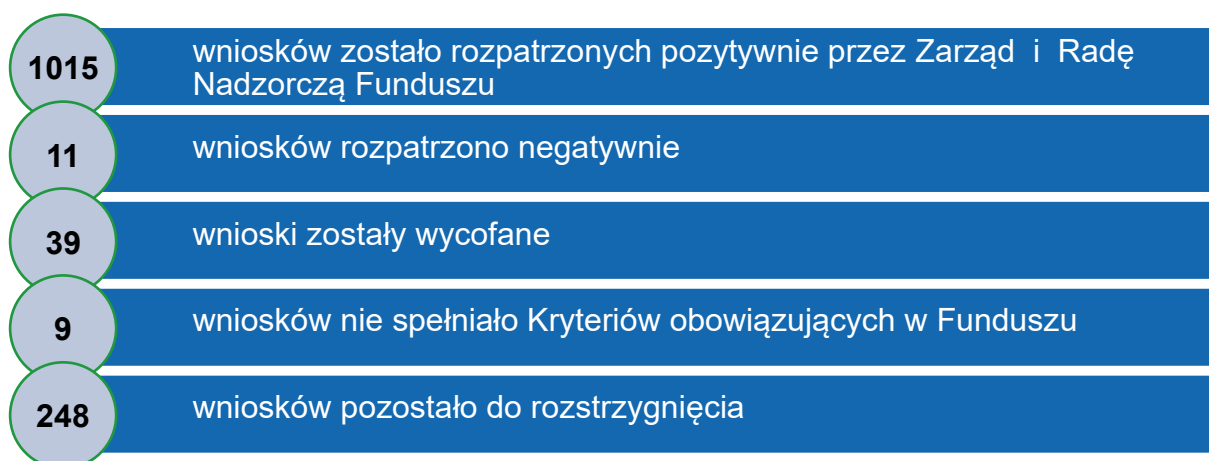 1015
wniosków zostało rozpatrzonych pozytywnie przez Zarząd i Radę
Nadzorczą Funduszu
11
wniosków rozpatrzono negatywnie
39
wnioski zostały wycofane
9
wniosków nie spełniało Kryteriów obowiązujących w Funduszu
248
wniosków pozostało do rozstrzygnięcia